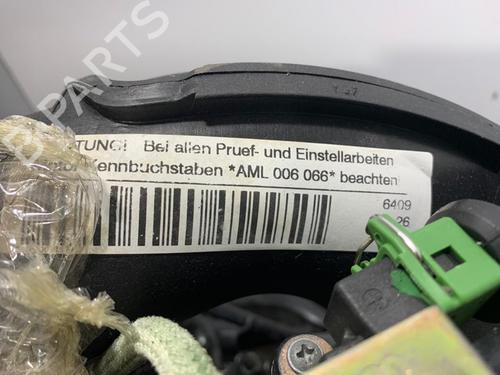 B PARTS
TUNG! Bei allen Pruef- und Einstellarbeiten
Kennbuchstaben *AML 006 066* beachten
6409
26